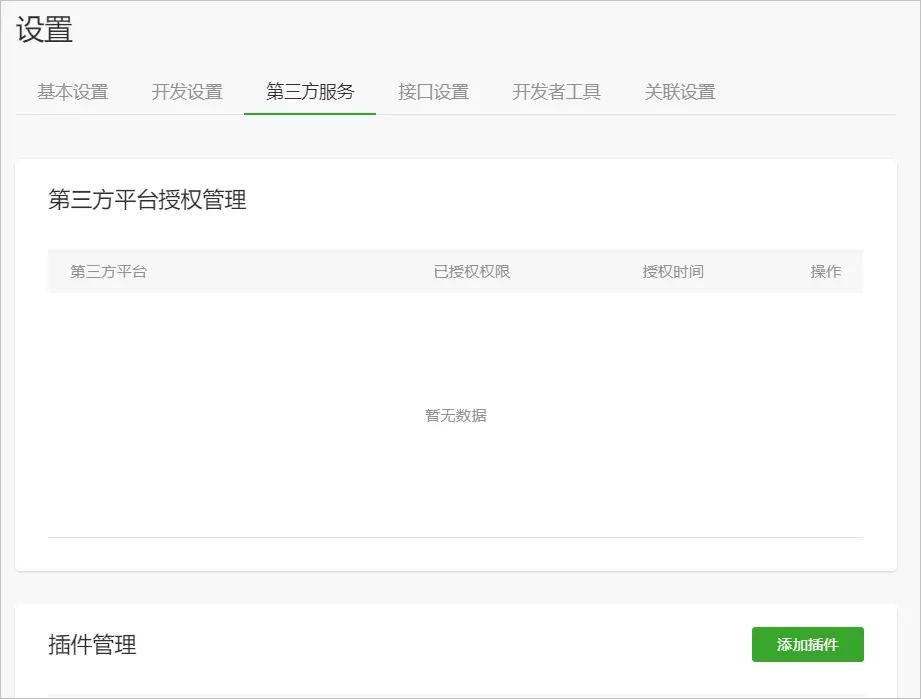 设置
基本设置 开发设置 第三方服务 接口设置 开发者工具 关联设置
第三方平台授权管理
第三方平台 已授权权限 授权时间 操作
暂无数据
插件管理 添加插件